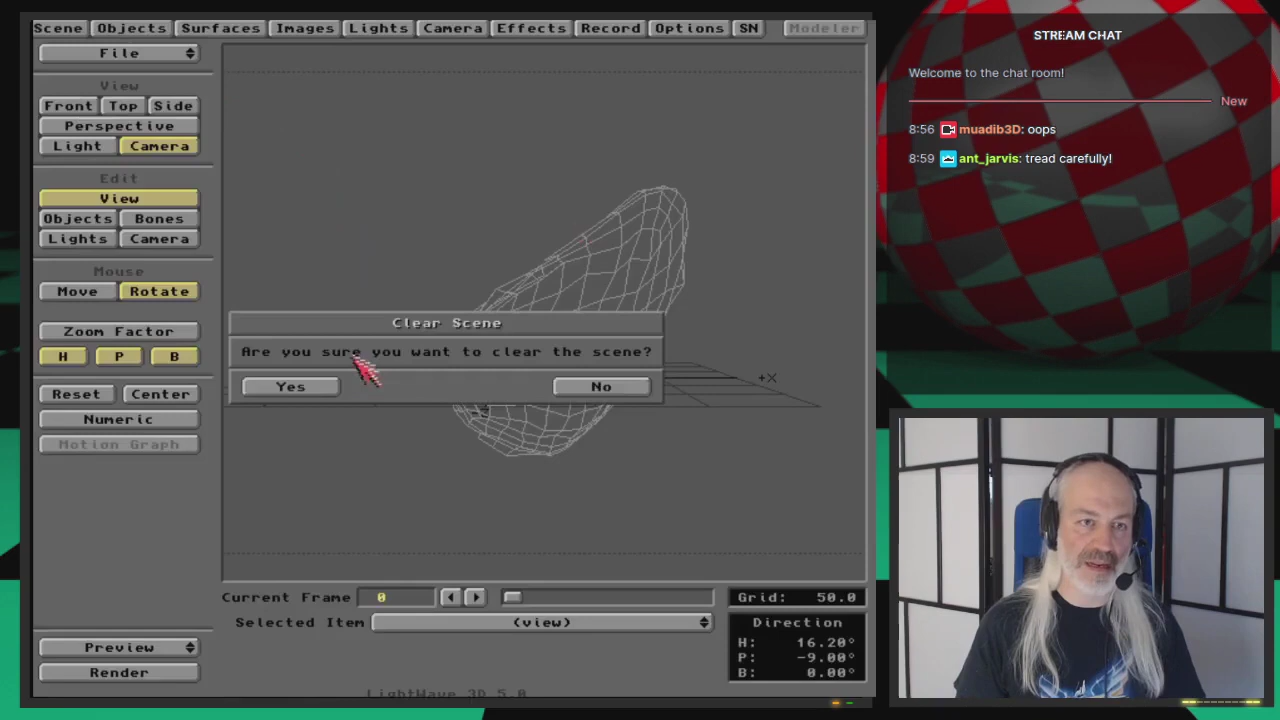 Scene Objects Surfaces Images Lights Camera Effects Record Options SN Modeler
File
View
Front Top Side
Perspective
Light Camera
Edit
View
Objects Bones
Lights Camera
Mouse
Move Rotate
Zoom Factor
H P B
Reset Center
Numeric
Motion Graph
Preview
Render
Clear Scene
Are you sure you want to clear the scene?
Yes No
+X
Current Frame 0
Selected Item (view)
Grid: 50.0
Direction
H: 16.20°
P: -9.00°
B: 0.00°
LightWave 3D 5.0
STREAM CHAT
Welcome to the chat room!
New
8:56 muadib3D: oops
8:59 ant_jarvis: tread carefully!